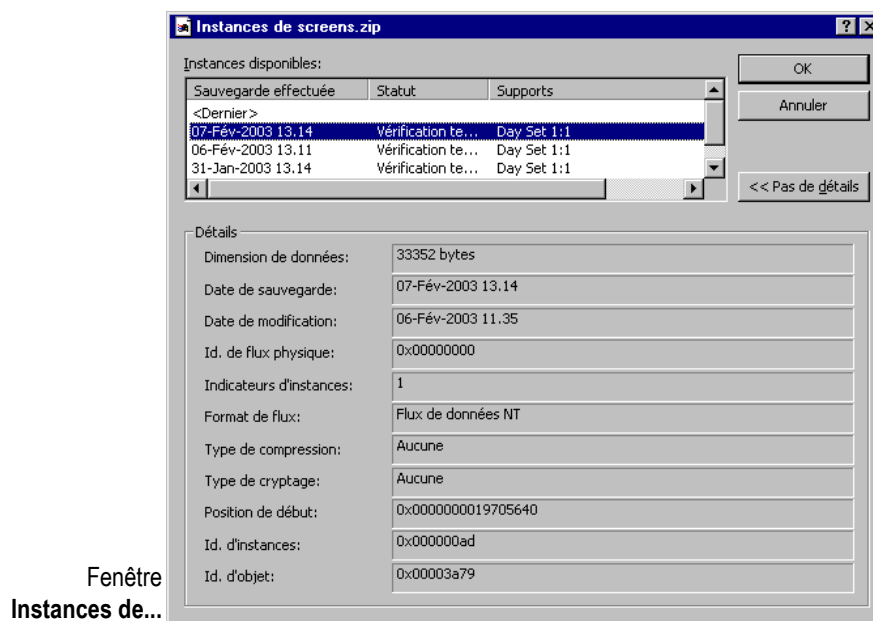 Instances de screens.zip
Instances disponibles:
Sauvegarde effectuée Statut Supports
<Dernier>
07-Fév-2003 13.14 Vérification te... Day Set 1:1
06-Fév-2003 13.11 Vérification te... Day Set 1:1
31-Jan-2003 13.14 Vérification te... Day Set 1:1
OK
Annuler
<< Pas de détails
Détails
Dimension de données: 33352 bytes
Date de sauvegarde: 07-Fév-2003 13.14
Date de modification: 06-Fév-2003 11.35
Id. de flux physique: 0x00000000
Indicateurs d'instances: 1
Format de flux: Flux de données NT
Type de compression: Aucune
Type de cryptage: Aucune
Position de début: 0x0000000019705640
Id. d'instances: 0x000000ad
Id. d'objet: 0x00003a79
Fenêtre
Instances de...